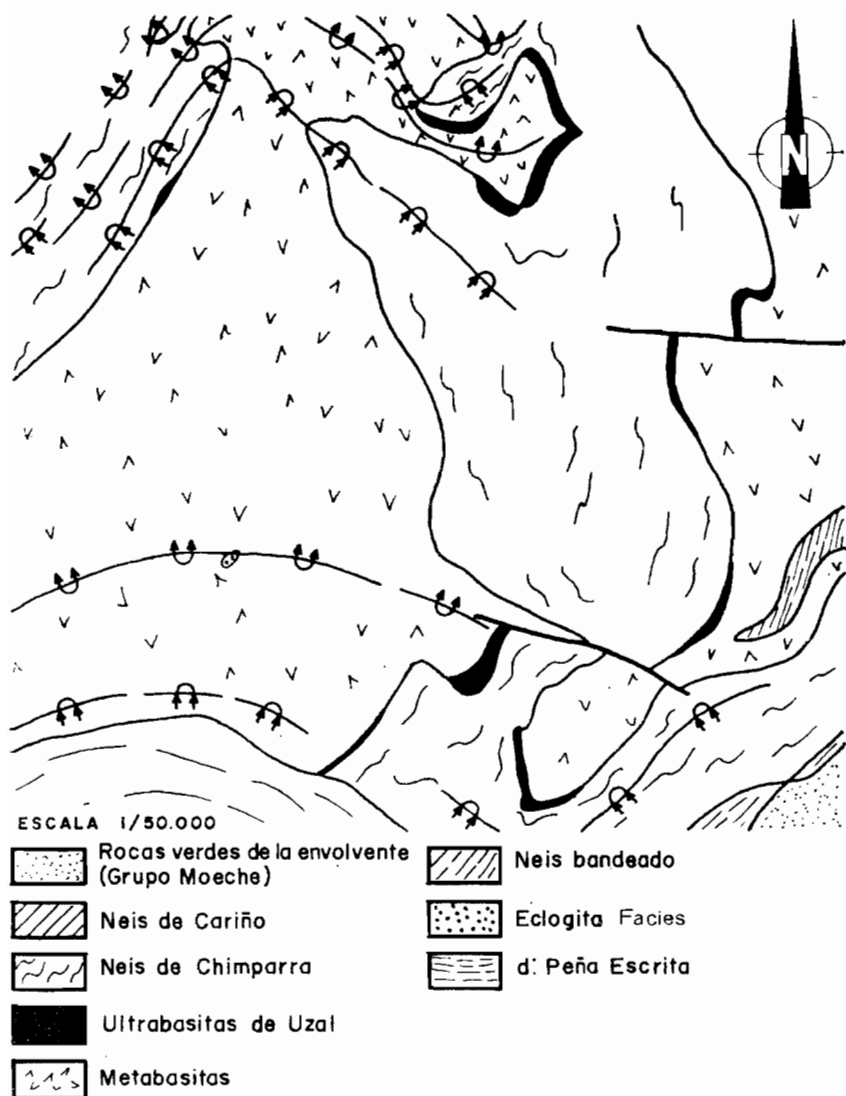 N
ESCALA 1/50.000
Rocas verdes de la envolvente
(Grupo Moeche)
Neis de Cariño
Neis de Chimparra
Ultrabasitas de Uzal
Metabasitas
Neis bandeado
Eclogita Facies
d: Peña Escrita